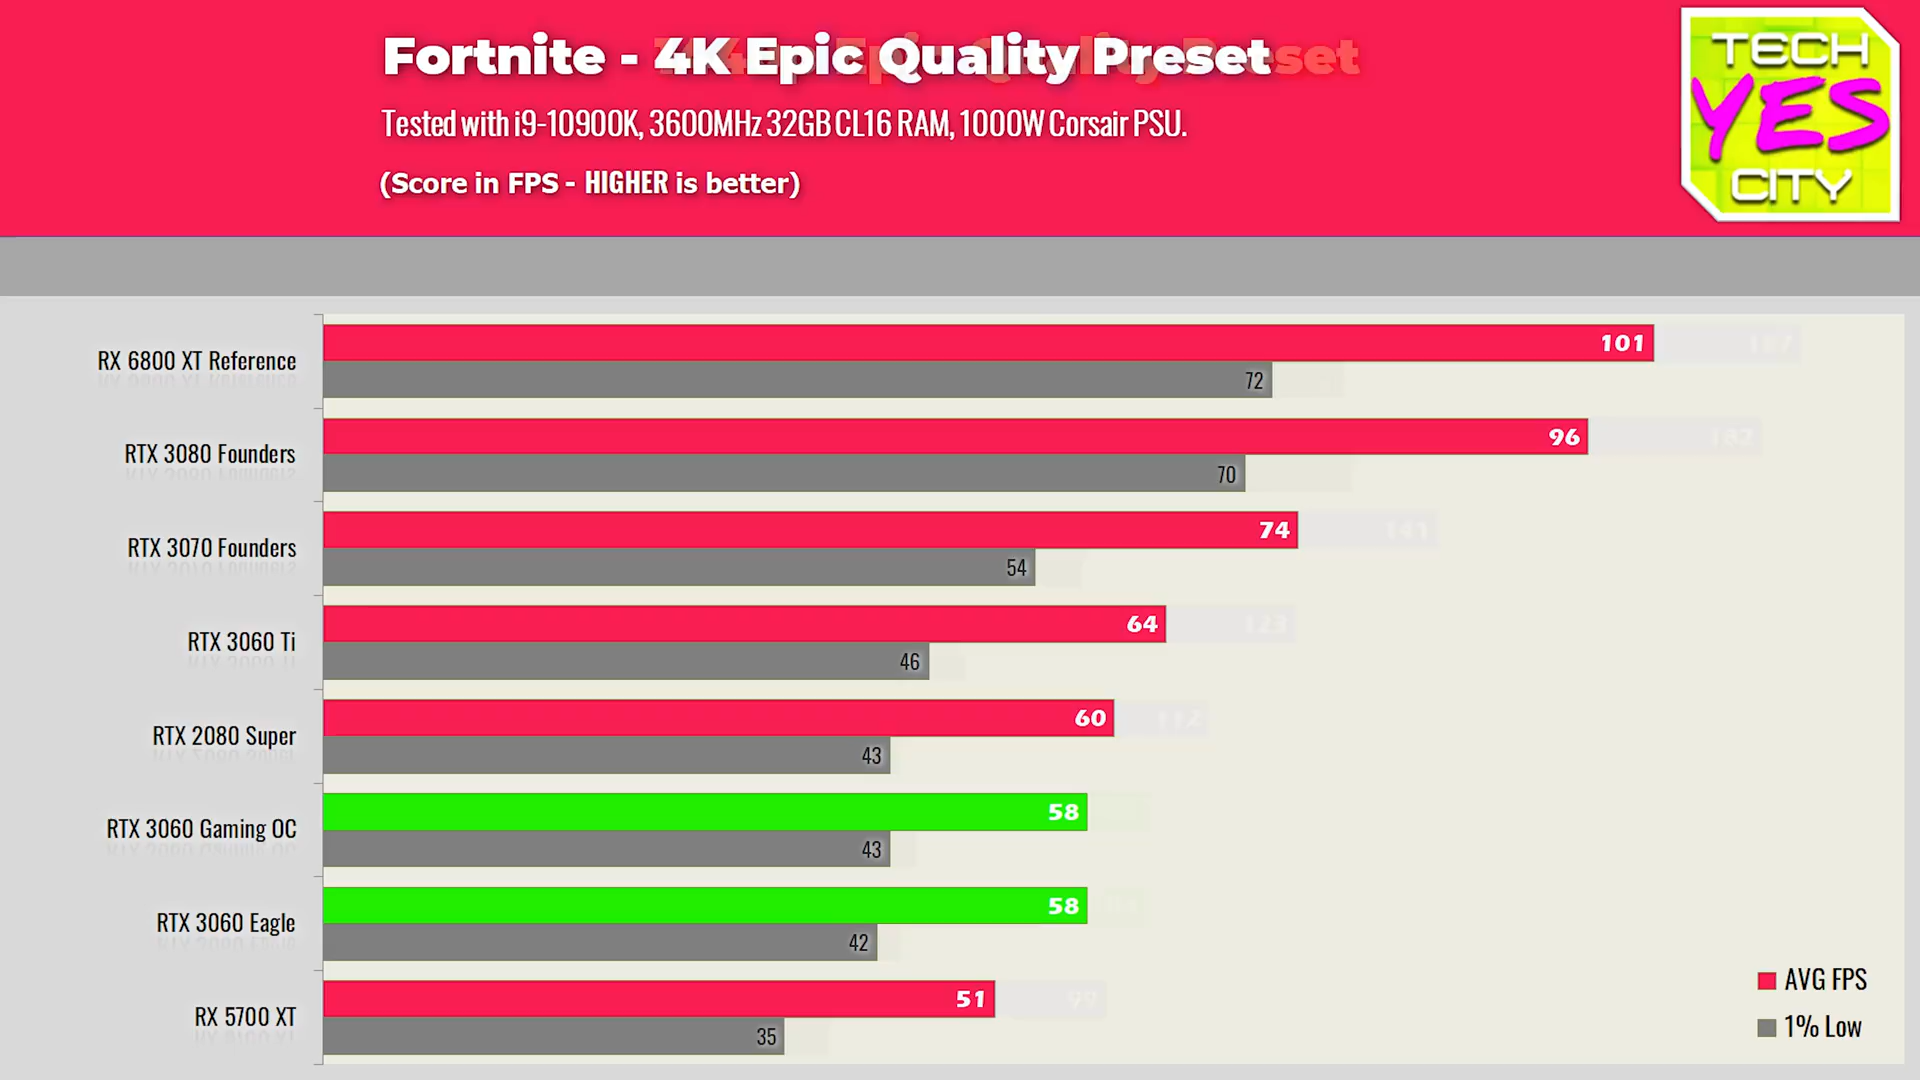 Fortnite - 4K Epic Quality Preset
Tested with i9-10900K, 3600MHz 32GB CL16 RAM, 1000W Corsair PSU.
(Score in FPS - HIGHER is better)
TECH
YES
CITY
RX 6800 XT Reference
101
72
RTX 3080 Founders
96
70
RTX 3070 Founders
74
54
RTX 3060 Ti
64
46
RTX 2080 Super
60
43
RTX 3060 Gaming OC
58
43
RTX 3060 Eagle
58
42
RX 5700 XT
51
35
AVG FPS
1% Low